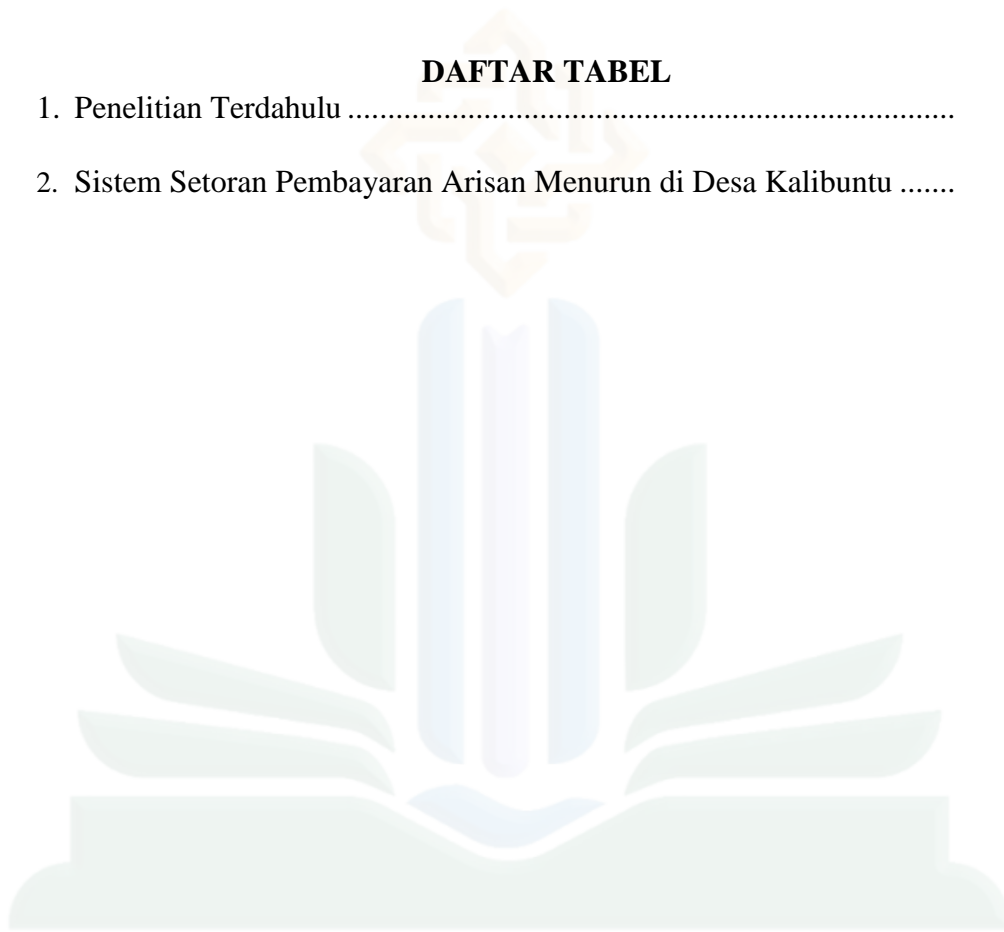 DAFTAR TABEL
1. Penelitian Terdahulu ............................................................................
2. Sistem Setoran Pembayaran Arisan Menurun di Desa Kalibuntu .......